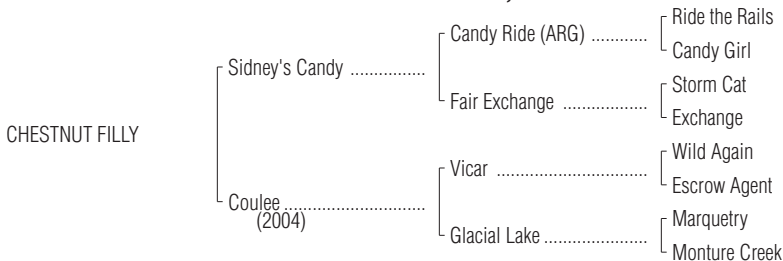 Ride the Rails
Candy Ride (ARG) ............
Candy Girl
Sidney's Candy ................
Storm Cat
Fair Exchange ..................
Exchange
CHESTNUT FILLY
Wild Again
Vicar ................................
Escrow Agent
Coulee..............................
(2004)
Marquetry
Glacial Lake......................
Monture Creek